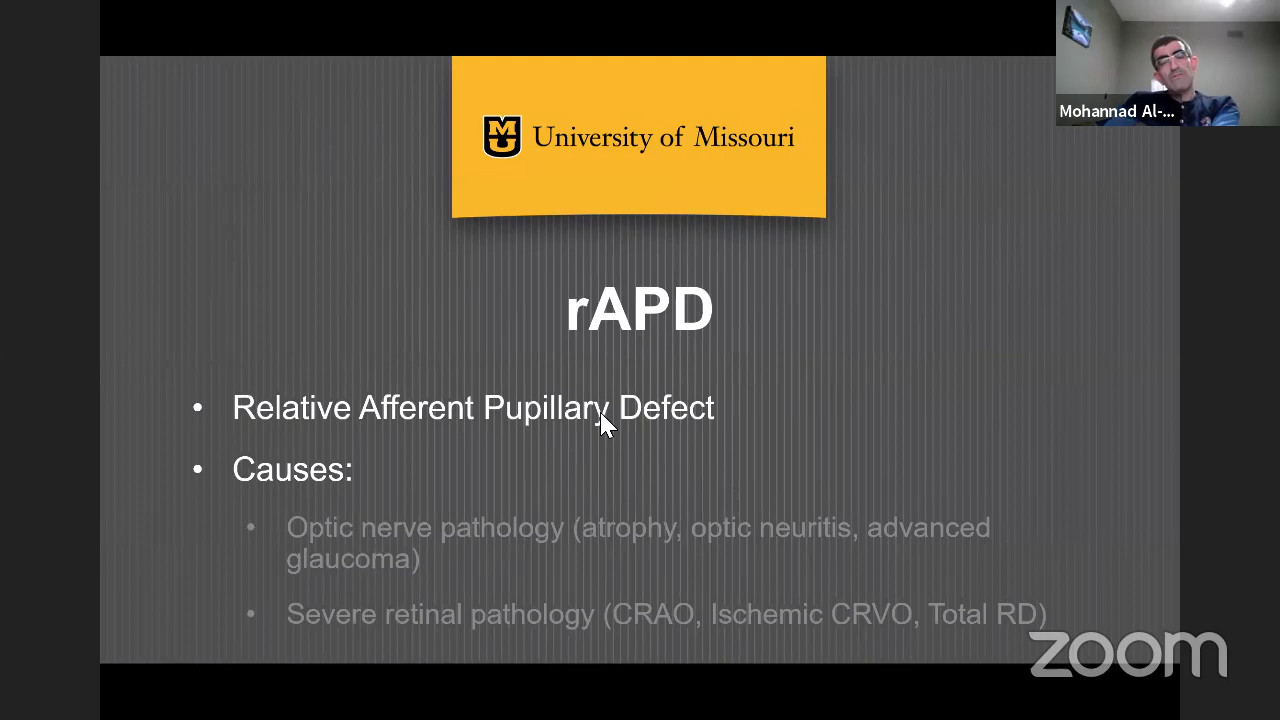 Mohannad Al-...
MU
University of Missouri
rAPD
• Relative Afferent Pupillary Defect
• Causes:
• Optic nerve pathology (atrophy, optic neuritis, advanced
glaucoma)
• Severe retinal pathology (CRAO, Ischemic CRVO, Total RD)
zoom